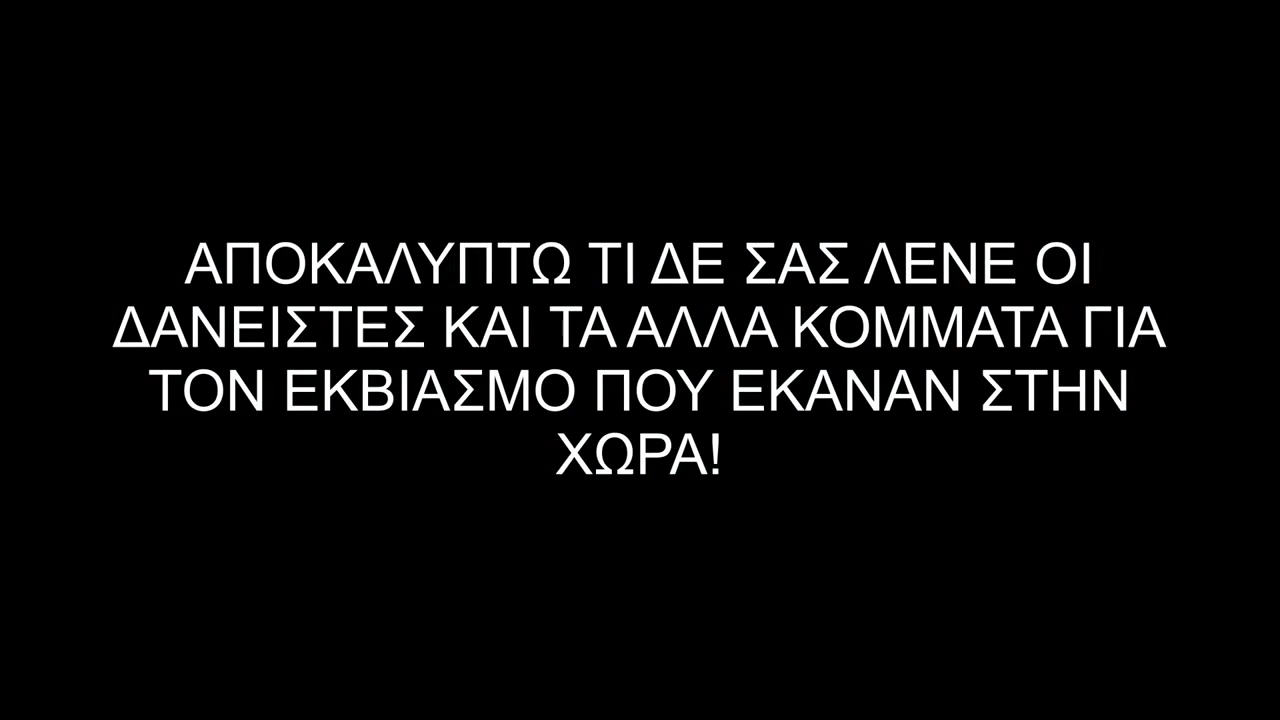 ΑΠΟΚΑΛΥΠΤΩ ΤΙ ΔΕ ΣΑΣ ΛΕΝΕ ΟΙ
ΔΑΝΕΙΣΤΕΣ ΚΑΙ ΤΑ ΑΛΛΑ ΚΟΜΜΑΤΑ ΓΙΑ
ΤΟΝ ΕΚΒΙΑΣΜΟ ΠΟΥ ΕΚΑΝΑΝ ΣΤΗΝ
ΧΩΡΑ!